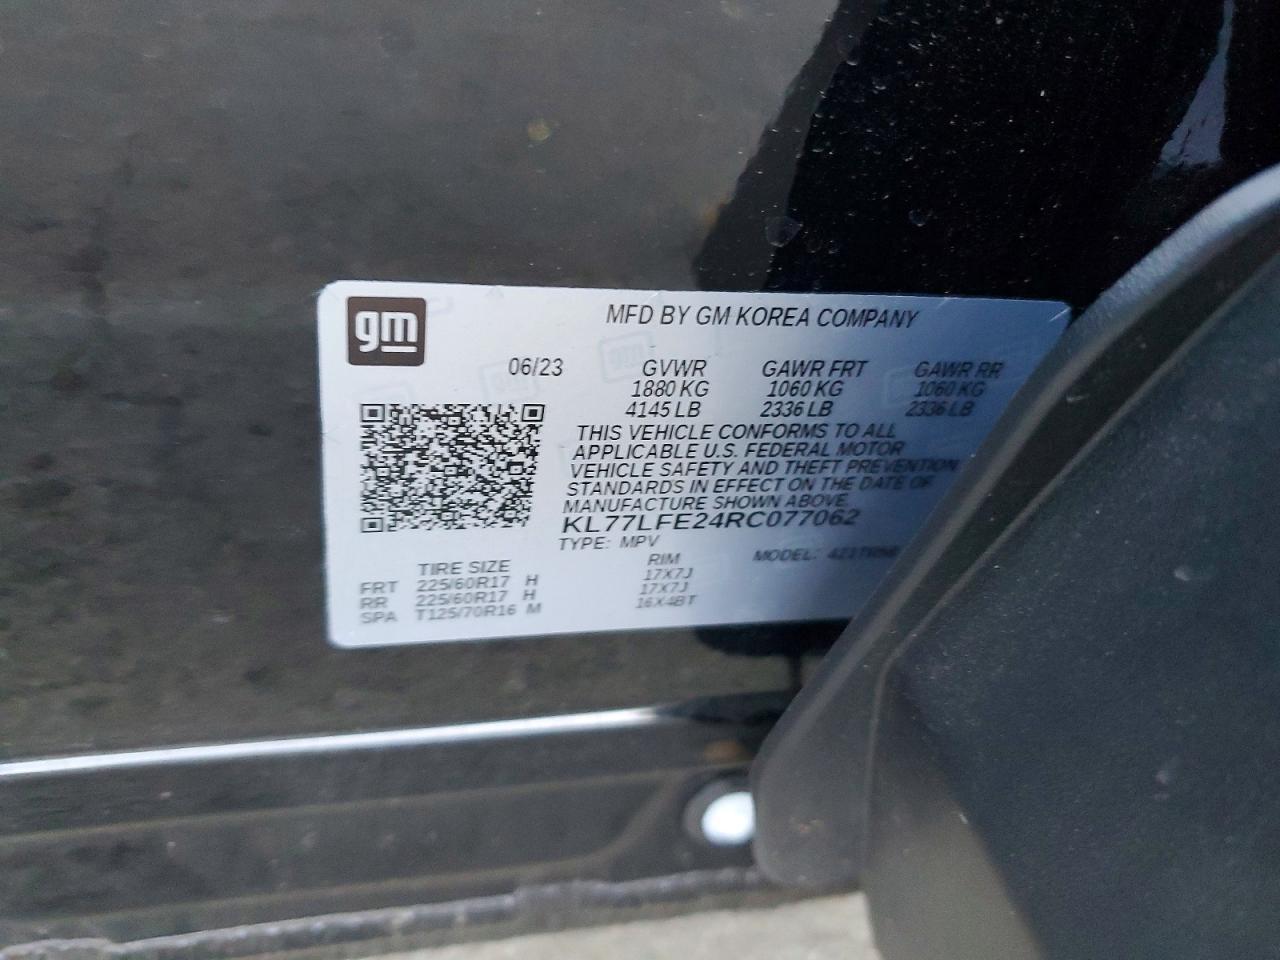 gm
MFD BY GM KOREA COMPANY
06/23 GVWR GAWR FRT GAWR RR
1880 KG 1060 KG 1060 KG
4145 LB 2336 LB 2336 LB
THIS VEHICLE CONFORMS TO ALL
APPLICABLE U.S. FEDERAL MOTOR
VEHICLE SAFETY AND THEFT PREVENTION
STANDARDS IN EFFECT ON THE DATE OF
MANUFACTURE SHOWN ABOVE.
KL77LFE24RC077062
TYPE: MPV MODEL:
TIRE SIZE RIM
FRT 225/60R17 H 17X7J
RR 225/60R17 H 17X7J
SPA T125/70R16 M 16X4BT